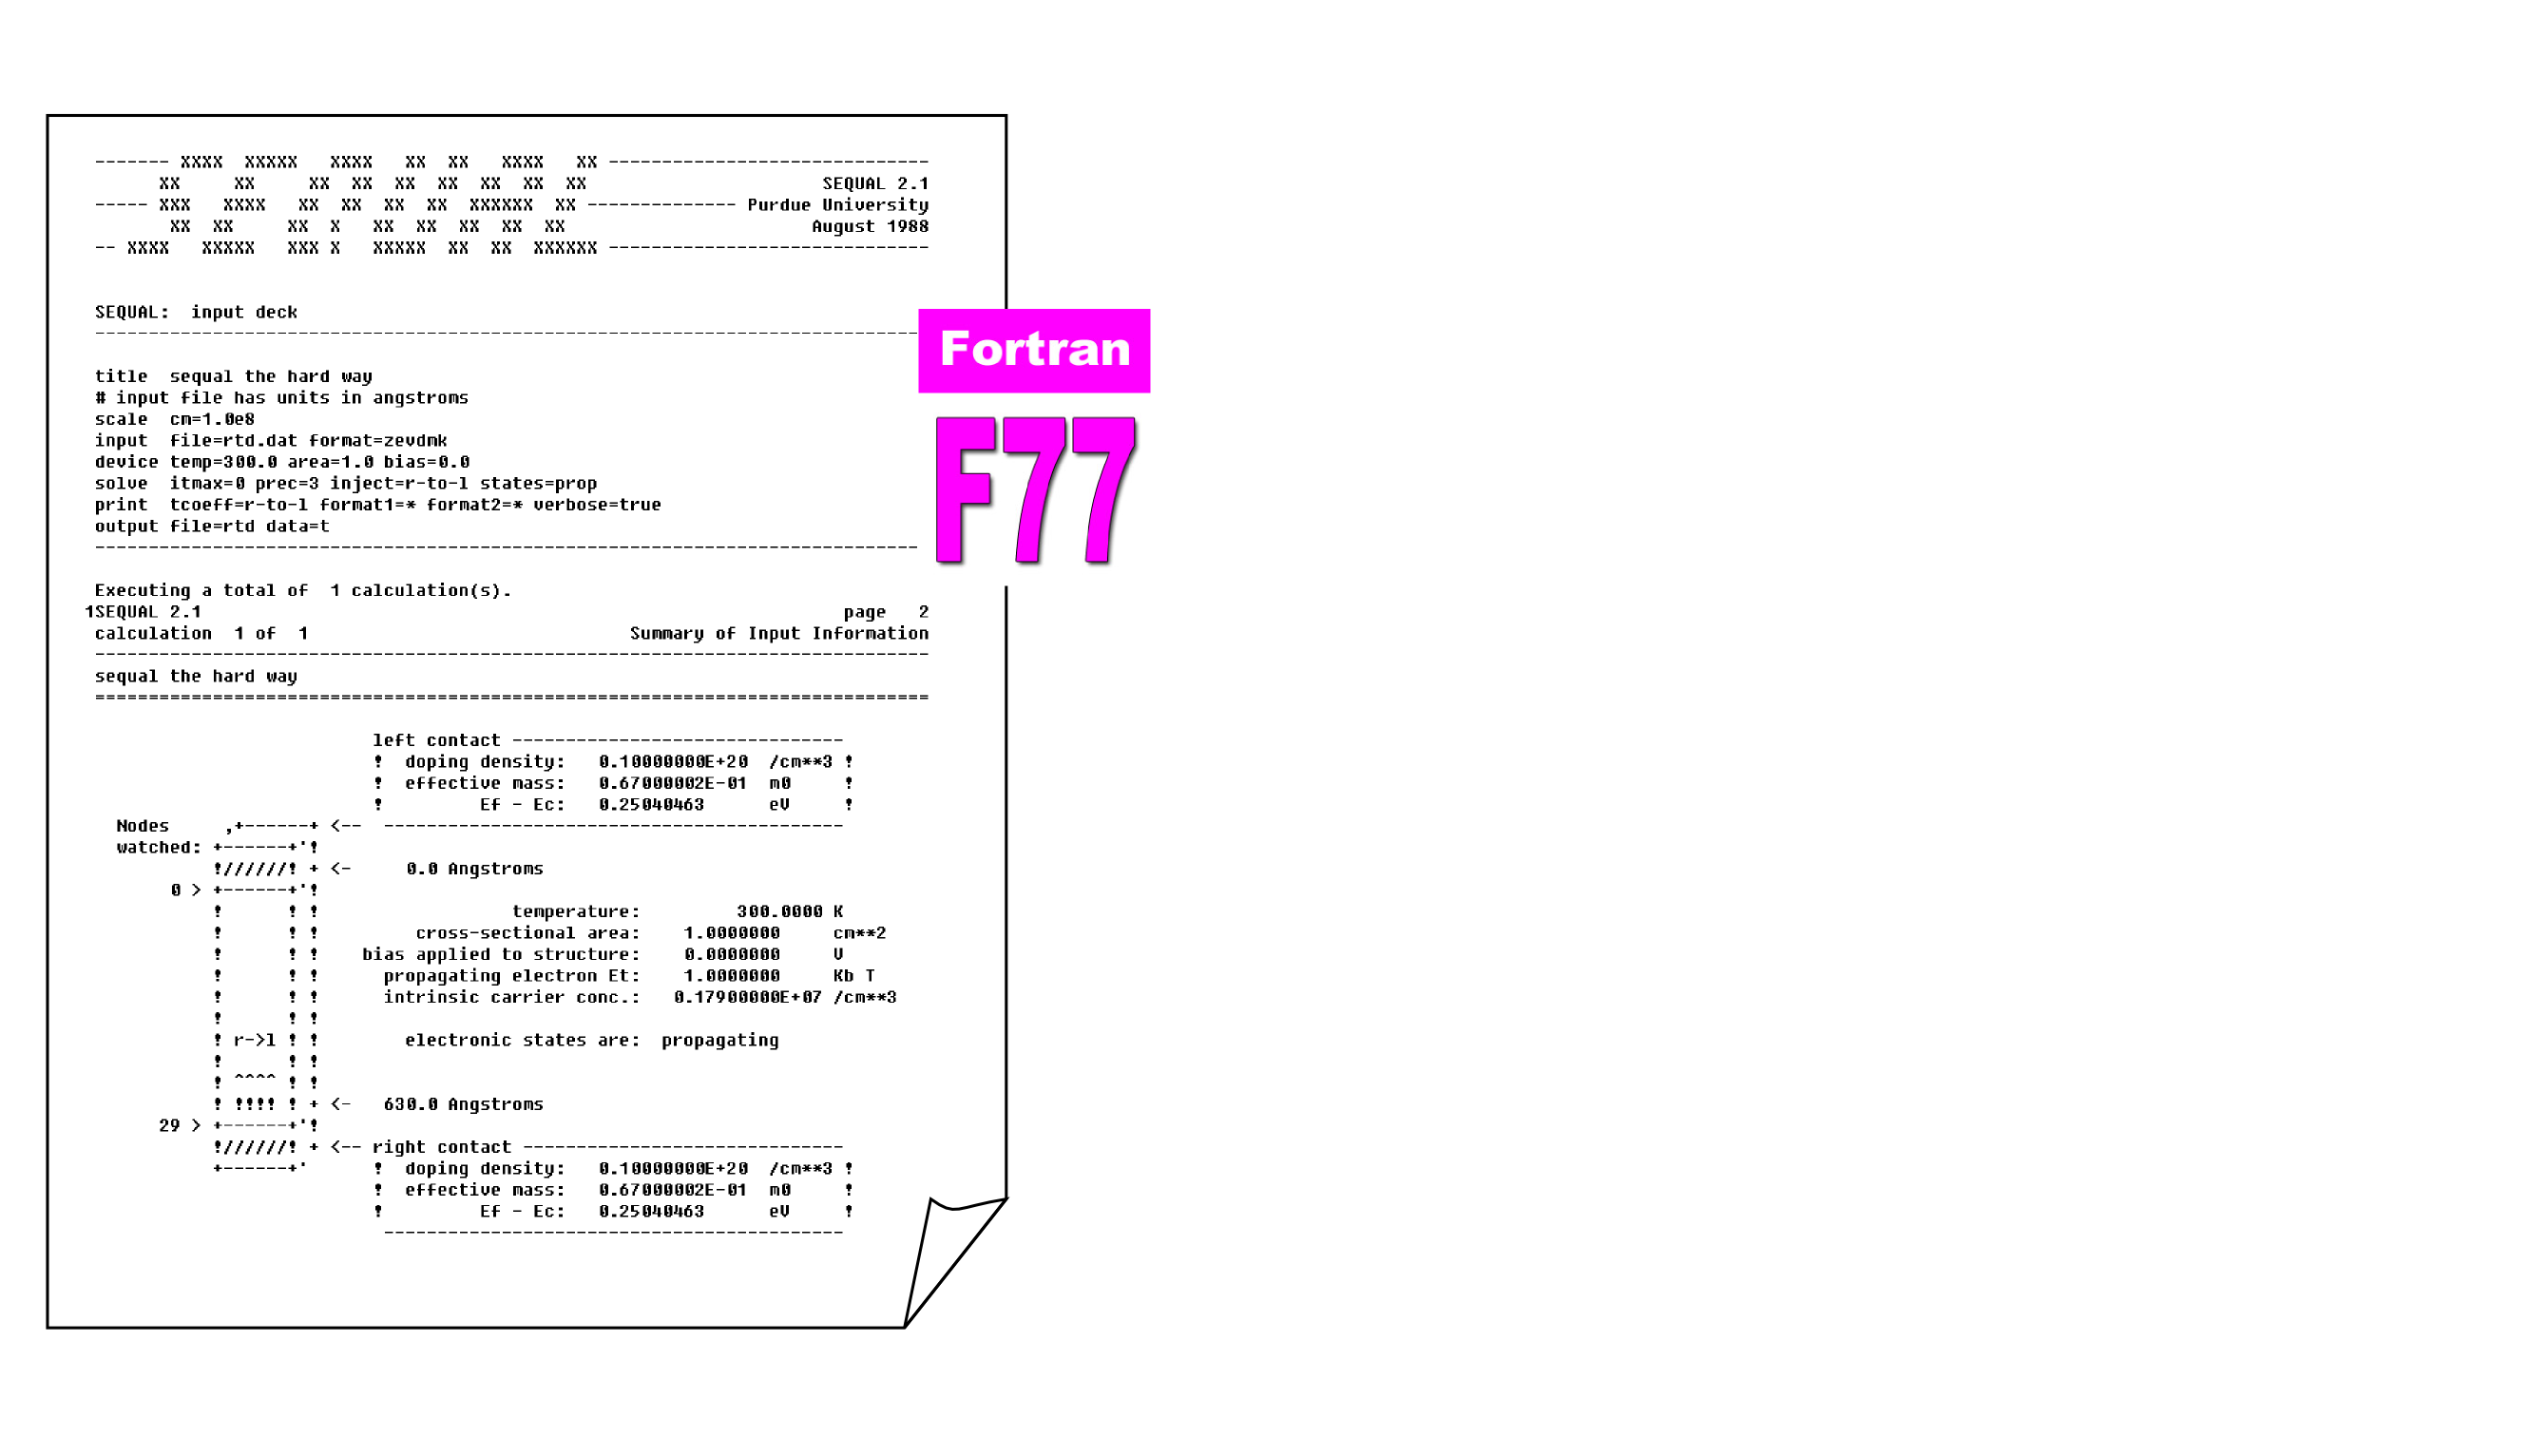 ------- XXXX  XXXXX   XXXX   XX  XX   XXXX   XX ------------------------------
      XX     XX     XX  XX  XX  XX  XX  XX  XX                      SEQUAL 2.1
----- XXX   XXXX   XX  XX  XX  XX  XXXXXX  XX -------------- Purdue University
       XX  XX     XX  X   XX  XX  XX  XX  XX                       August 1988
-- XXXX   XXXXX   XXX X   XXXXX  XX  XX  XXXXXX ------------------------------
SEQUAL:  input deck
-----------------------------------------------------------------------------
Fortran
F77
title  sequal the hard way
# input file has units in angstroms
scale  cm=1.0e8
input  file=rtd.dat format=zevdmk
device temp=300.0 area=1.0 bias=0.0
solve  itmax=0 prec=3 inject=r-to-l states=prop
print  tcoeff=r-to-l format1=* format2=* verbose=true
output file=rtd data=t
-----------------------------------------------------------------------------
Executing a total of  1 calculation(s).
1SEQUAL 2.1                                                            page   2
calculation  1 of  1                              Summary of Input Information
------------------------------------------------------------------------------
sequal the hard way
==============================================================================
                          left contact -------------------------------
                          !  doping density:   0.10000000E+20  /cm**3 !
                          !  effective mass:   0.67000002E-01  m0     !
                          !         Ef - Ec:   0.25040463      eV     !
  Nodes     ,+------+ <--  -------------------------------------------
  watched: +------+'!
           !//////! + <-     0.0 Angstroms
       0 > +------+'!
           !      ! !                  temperature:         300.0000 K
           !      ! !         cross-sectional area:    1.0000000     cm**2
           !      ! !    bias applied to structure:    0.0000000     V
           !      ! !      propagating electron Et:    1.0000000     Kb T
           !      ! !      intrinsic carrier conc.:   0.17900000E+07 /cm**3
           !      ! !
           ! r->l ! !        electronic states are:  propagating
           !      ! !
           ! ^^^^ ! !
           ! !!!! ! + <-   630.0 Angstroms
      29 > +------+'!
           !//////! + <-- right contact ------------------------------
           +------+'      !  doping density:   0.10000000E+20  /cm**3 !
                          !  effective mass:   0.67000002E-01  m0     !
                          !         Ef - Ec:   0.25040463      eV     !
                           -------------------------------------------